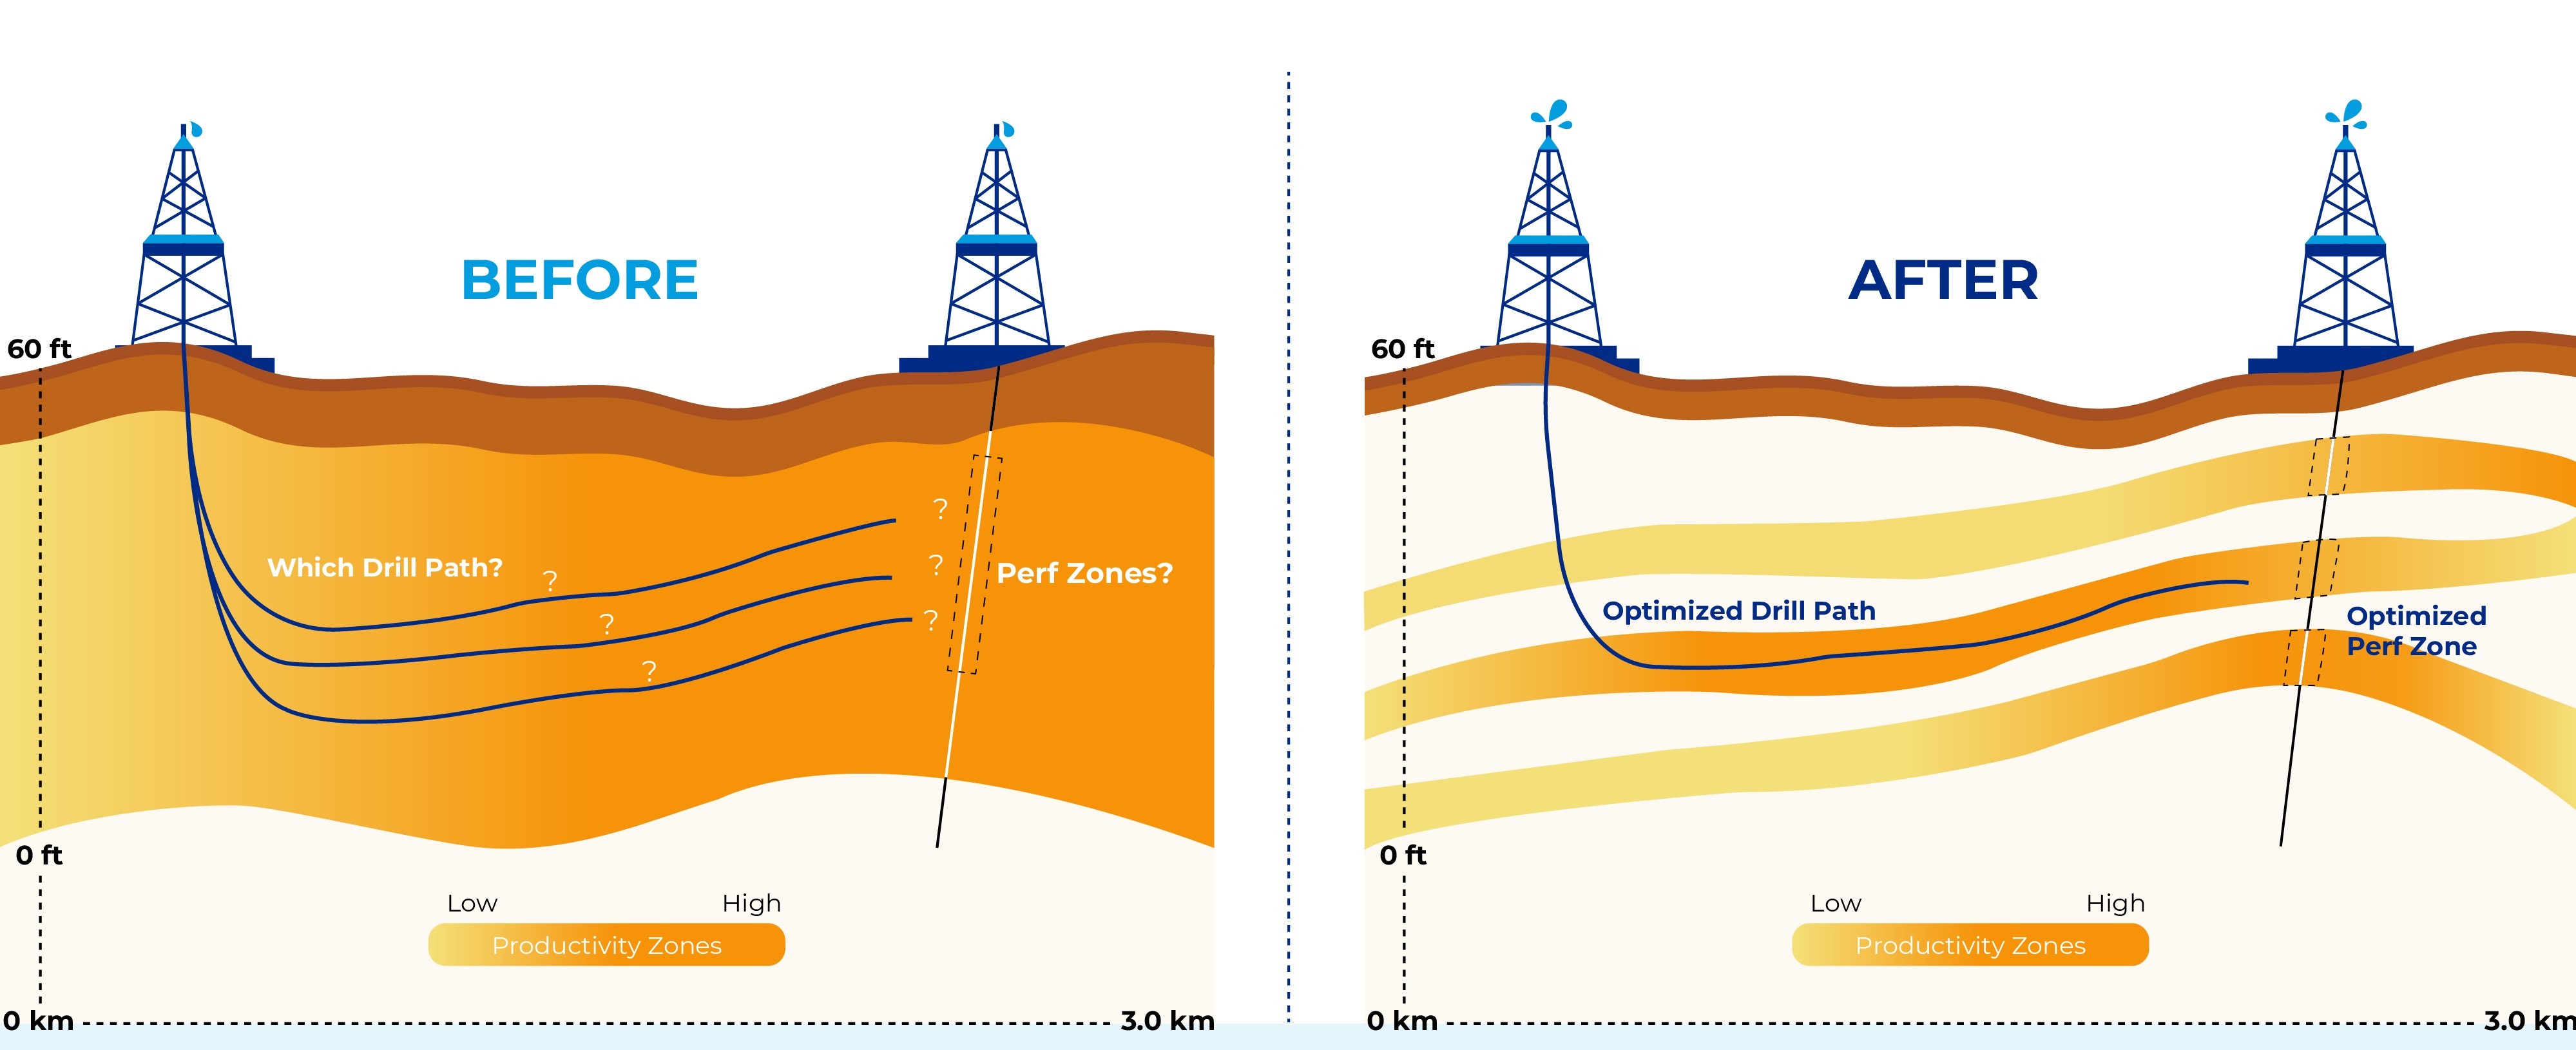 BEFORE
60 ft
Which Drill Path?
?
?
?
?
?
?
Perf Zones?
0 ft
Low High
Productivity Zones
0 km 3.0 km
AFTER
60 ft
Optimized Drill Path
Optimized
Perf Zone
0 ft
Low High
Productivity Zones
0 km 3.0 km